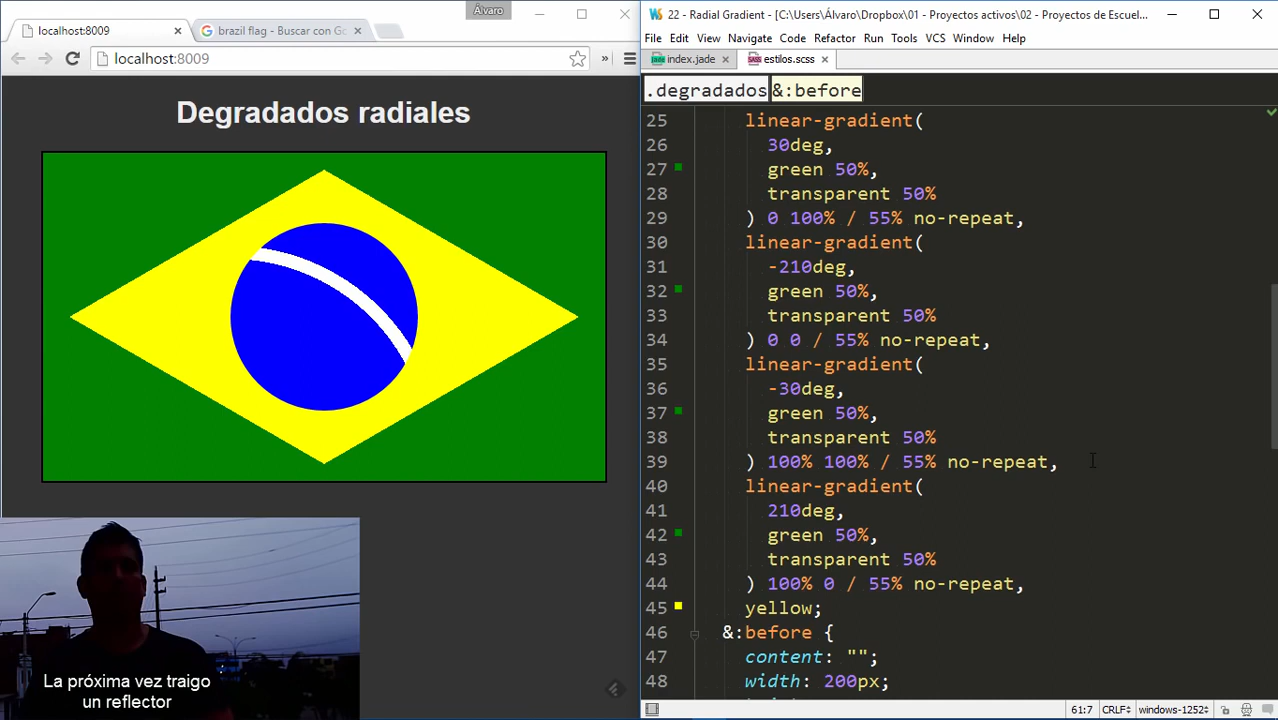 Álvaro
localhost:8009
brazil flag - Buscar con Go
localhost:8009
»
Degradados radiales
La próxima vez traigo
un reflector
22 - Radial Gradient - [C:\Users\Álvaro\Dropbox\01 - Proyectos activos\02 - Proyectos de Escuel...
File Edit View Navigate Code Refactor Run Tools VCS Window Help
index.jade
estilos.scss
.degradados &:before
25 linear-gradient(
26 30deg,
27 green 50%,
28 transparent 50%
29 ) 0 100% / 55% no-repeat,
30 linear-gradient(
31 -210deg,
32 green 50%,
33 transparent 50%
34 ) 0 0 / 55% no-repeat,
35 linear-gradient(
36 -30deg,
37 green 50%,
38 transparent 50%
39 ) 100% 100% / 55% no-repeat,
40 linear-gradient(
41 210deg,
42 green 50%,
43 transparent 50%
44 ) 100% 0 / 55% no-repeat,
45 yellow;
46 &:before {
47 content: "";
48 width: 200px;
61:7 CRLF÷ windows-1252÷